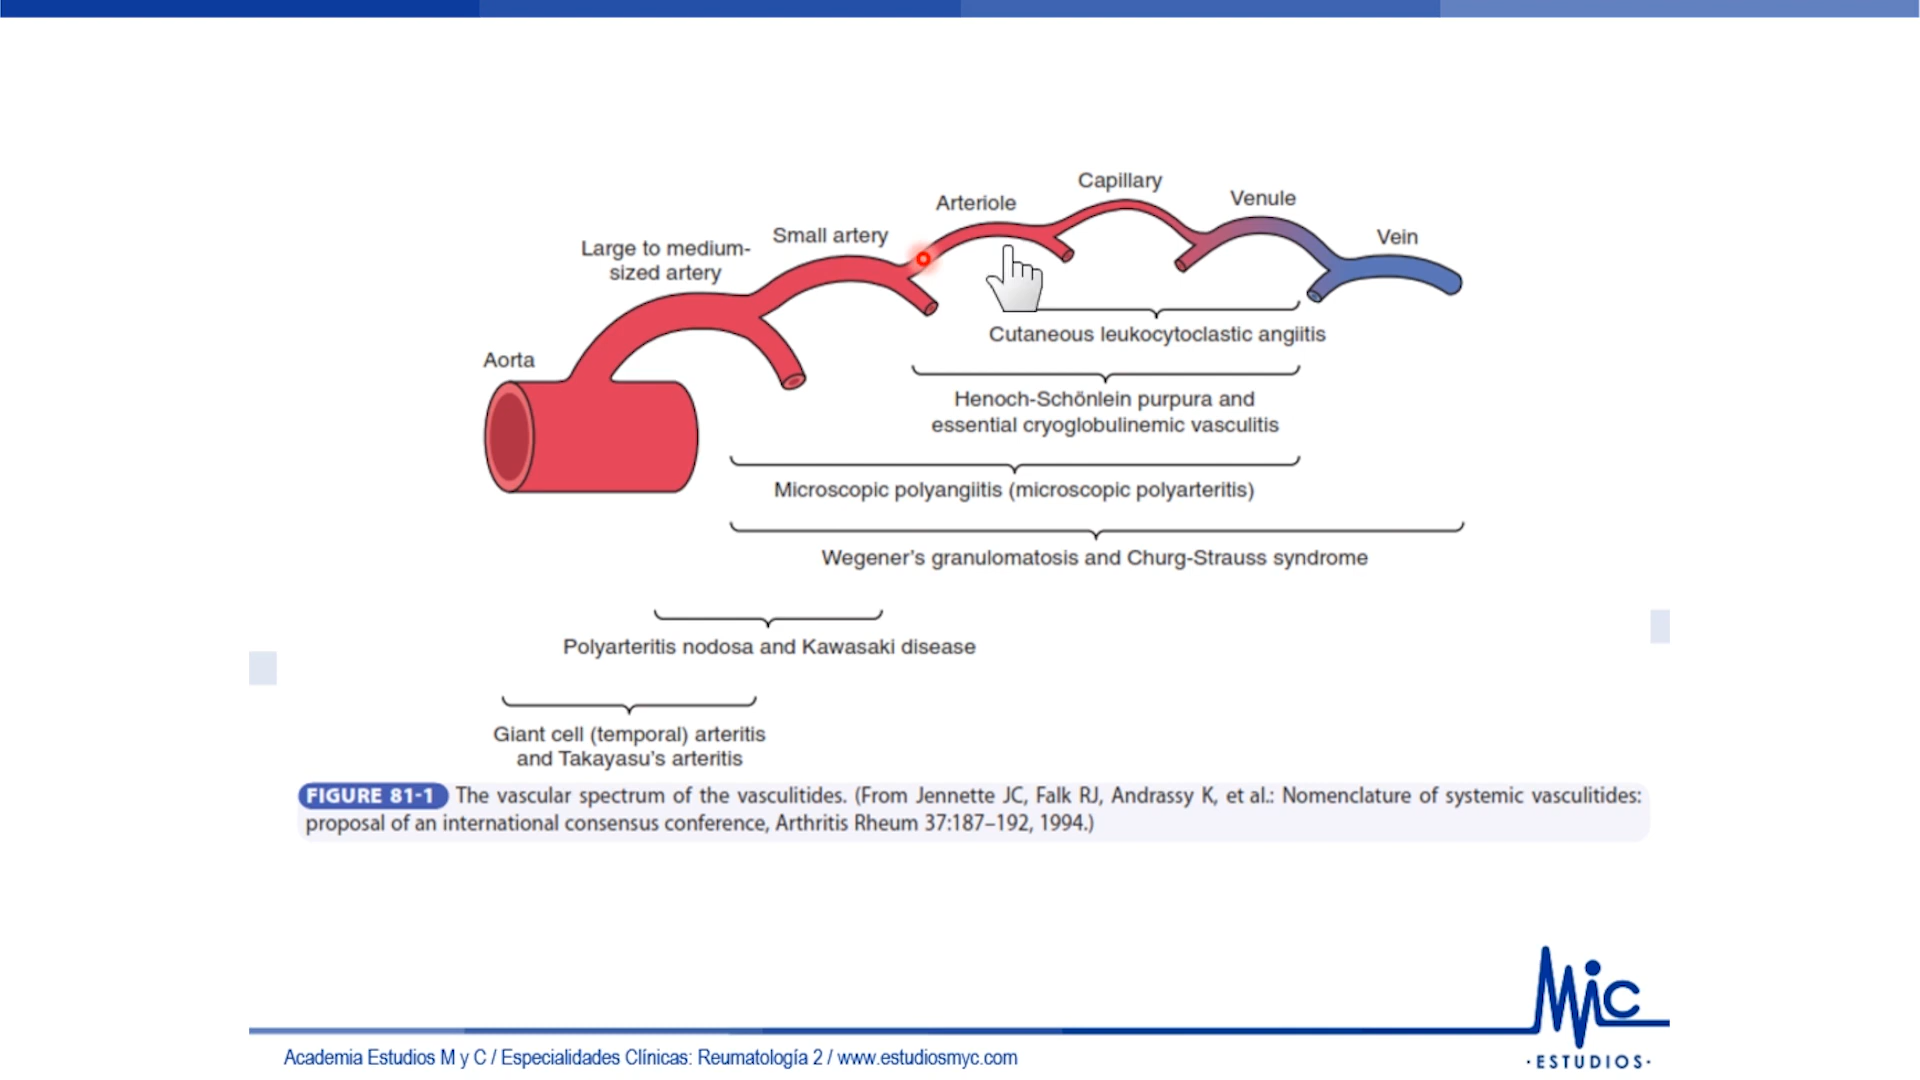 Capillary
Arteriole
Venule
Small artery
Vein
Large to medium-
sized artery
Aorta
Cutaneous leukocytoclastic angiitis
Henoch-Schönlein purpura and
essential cryoglobulinemic vasculitis
Microscopic polyangiitis (microscopic polyarteritis)
Wegener's granulomatosis and Churg-Strauss syndrome
Polyarteritis nodosa and Kawasaki disease
Giant cell (temporal) arteritis
and Takayasu's arteritis
FIGURE 81-1 The vascular spectrum of the vasculitides. (From Jennette JC, Falk RJ, Andrassy K, et al.: Nomenclature of systemic vasculitides:
proposal of an international consensus conference, Arthritis Rheum 37:187–192, 1994.)
MiC
·ESTUDIOS·
Academia Estudios M y C / Especialidades Clínicas: Reumatología 2 / www.estudiosmyc.com